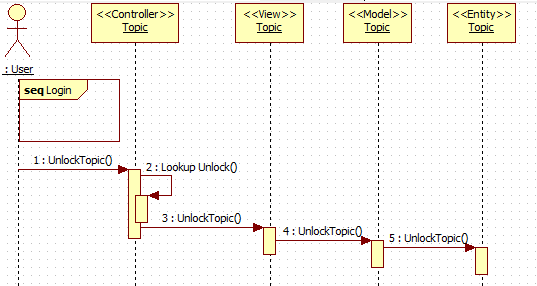 <<Controller>>
Topic
<<View>>
Topic
<<Model>>
Topic
<<Entity>>
Topic
: User
seq Login
1 : UnlockTopic()
2 : Lookup Unlock()
3 : UnlockTopic()
4 : UnlockTopic()
5 : UnlockTopic()